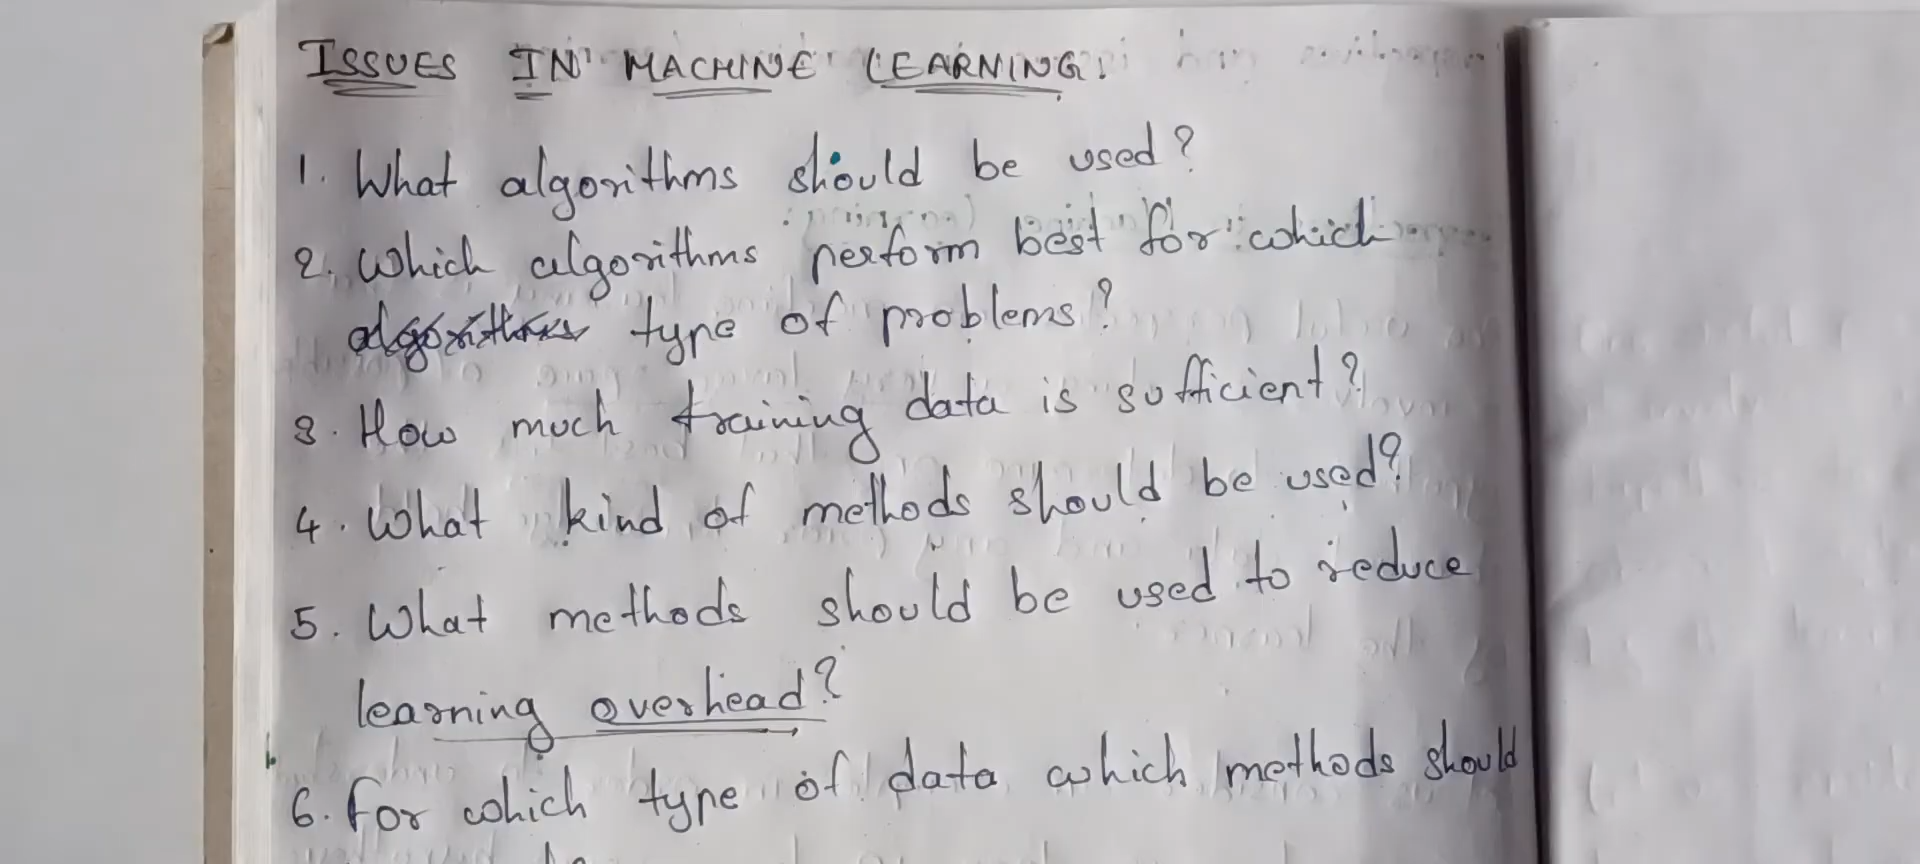 ISSUES IN MACHINE LEARNING:
1. What algorithms should be used?
2. Which algorithms perform best for which
type of problems?
3. How much training data is sufficient?
4. What kind of methods should be used?
5. What methods should be used to reduce
learning overhead?
6. For which type of data which methods should